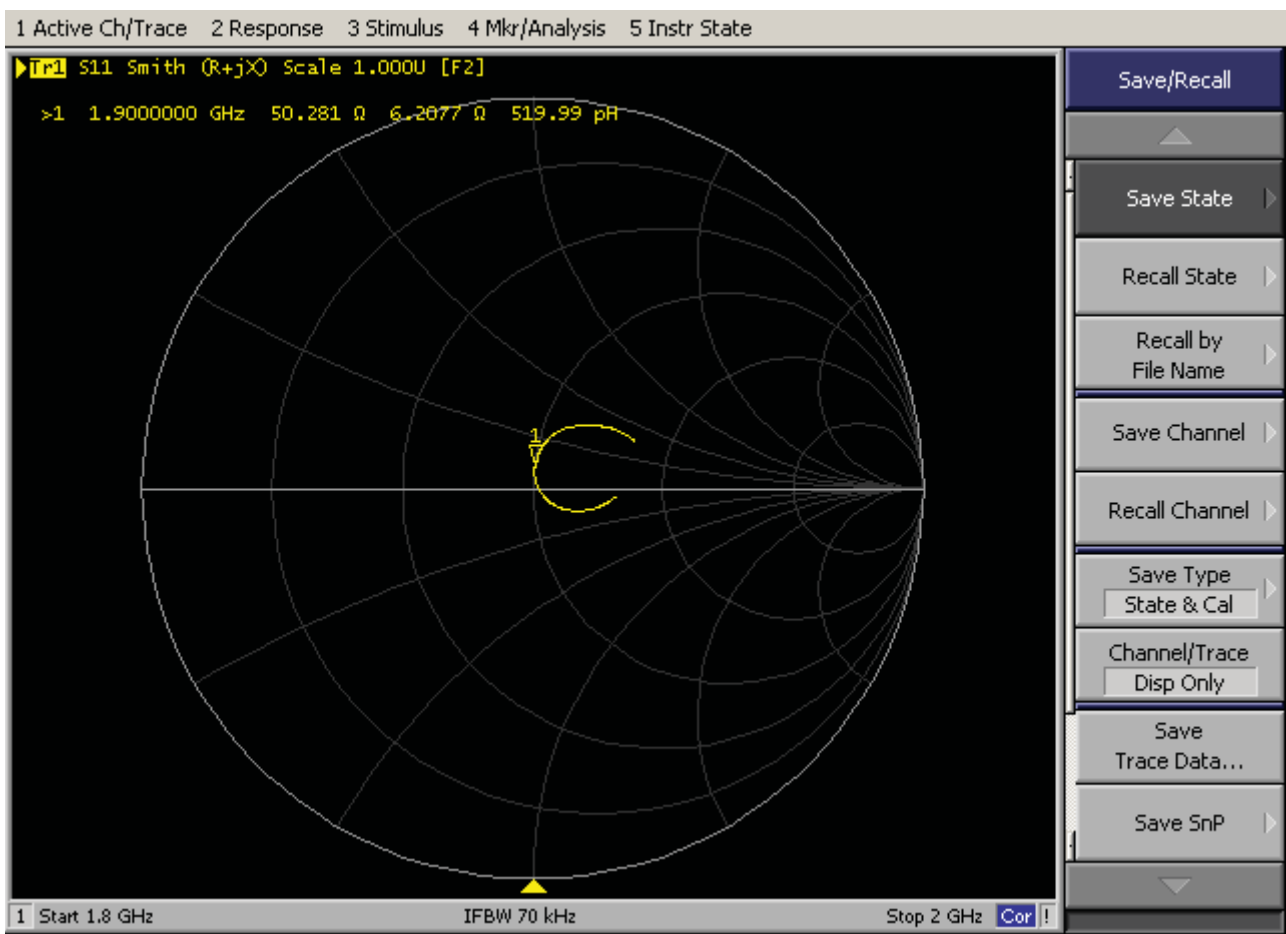 1 Active Ch/Trace 2 Response 3 Stimulus 4 Mkr/Analysis 5 Instr State
Tr1 S11 Smith (R+jX) Scale 1.000U [F2]
>1 1.9000000 GHz 50.281 Ω 6.2077 Ω 519.99 pH
1
Save/Recall
Save State
Recall State
Recall by
File Name
Save Channel
Recall Channel
Save Type
State & Cal
Channel/Trace
Disp Only
Save
Trace Data...
Save SnP
1 Start 1.8 GHz IFBW 70 kHz Stop 2 GHz Cor !